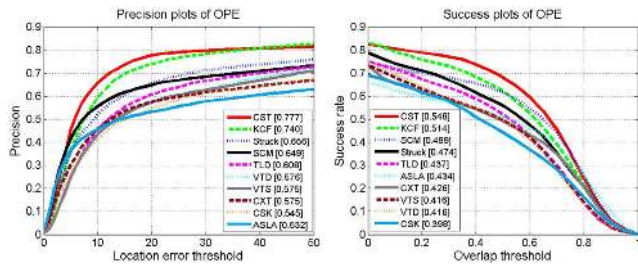 Precision plots of OPE
0.9
0.8
0.7
0.6
0.5
0.4
0.3
0.2
0.1
0
Precision
0 10 20 30 40 50
Location error threshold
CST [0.777]
KCF [0.740]
Struck [0.656]
SCM [0.649]
TLD [0.608]
VTD [0.576]
VTS [0.575]
CXT [0.575]
CSK [0.545]
ASLA [0.532]
Success plots of OPE
0.9
0.8
0.7
0.6
0.5
0.4
0.3
0.2
0.1
0
Success rate
0 0.2 0.4 0.6 0.8 1
Overlap threshold
CST [0.546]
KCF [0.514]
SCM [0.499]
Struck [0.474]
TLD [0.437]
ASLA [0.434]
CXT [0.426]
VTS [0.416]
VTD [0.416]
CSK [0.398]